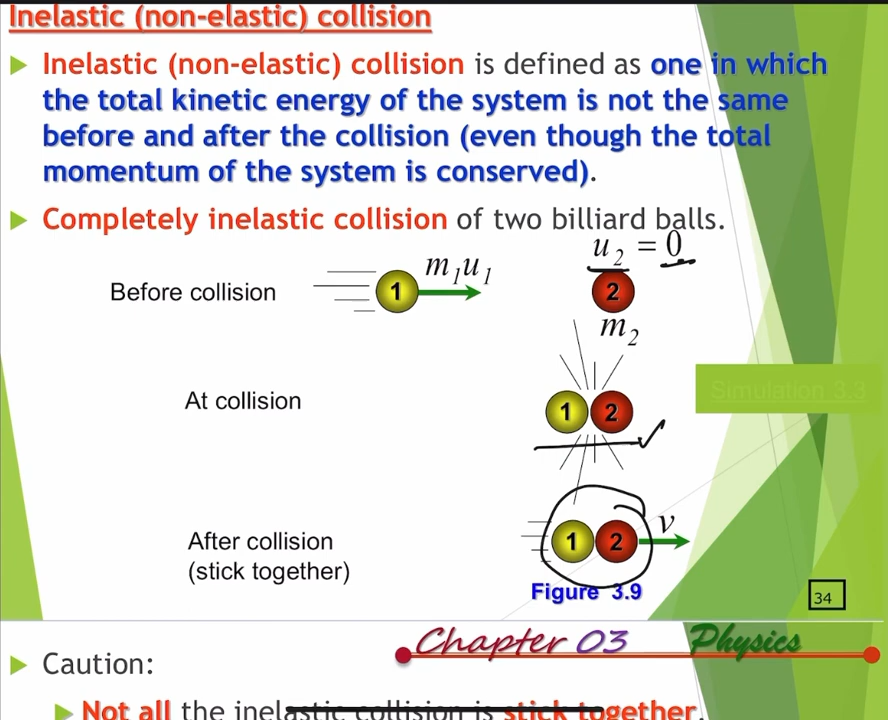 Inelastic (non-elastic) collision
Inelastic (non-elastic) collision is defined as one in which
the total kinetic energy of the system is not the same
before and after the collision (even though the total
momentum of the system is conserved).
Completely inelastic collision of two billiard balls.
Before collision
1
m₁u₁
u₂ = 0
2
m₂
At collision
1 2
Simulation 3.3
After collision
(stick together)
1 2
v
Figure 3.9
34
Chapter 03 Physics
Caution:
Not all the inelastic collision is stick together.